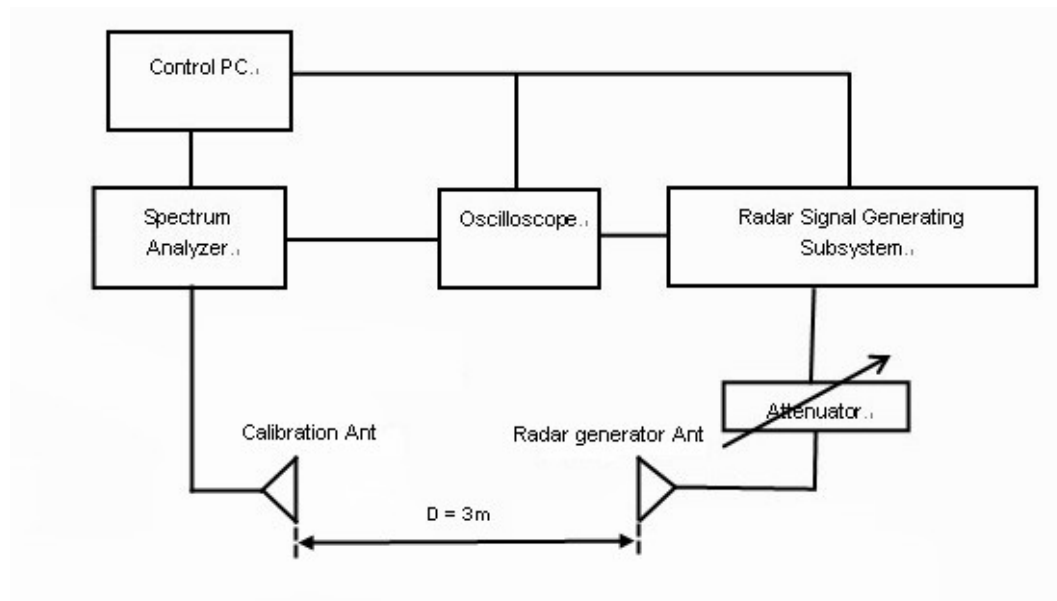 Control PC
Spectrum
Analyzer
Oscilloscope
Radar Signal Generating
Subsystem
Attenuator
Calibration Ant
Radar generator Ant
D = 3m